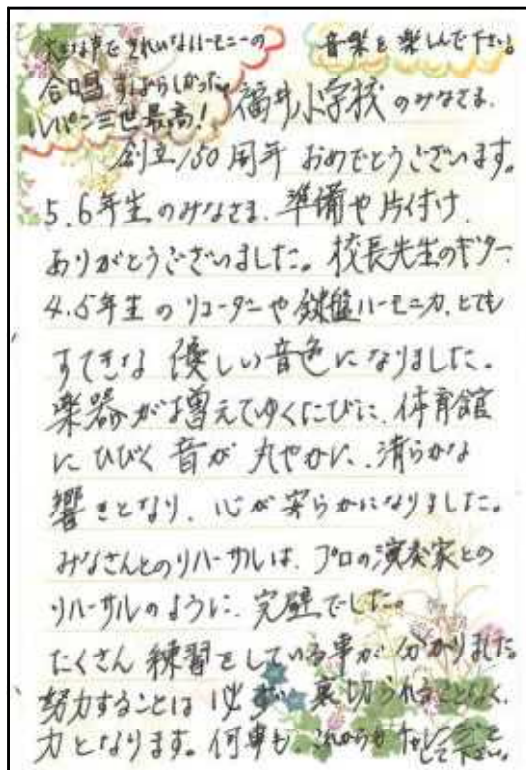 大きな声できれいなハーモニーの
合唱すばらしかった。
ルパン三世最高!
音楽を楽しんで下さい。
福井小学校のみなさま、
創立150周年おめでとうございます。
5.6年生のみなさま、準備や片付け、
ありがとうございました。校長先生のギター、
4.5年生のリコーダーや鍵盤ハーモニカ、とても
すてきな優しい音色になりました。
楽器が増えてゆくたびに、体育館
にひびく音が丸やかに、清らかな
響きとなり、心が安らかになりました。
みなさんとのリハーサルは、プロの演奏家との
リハーサルのように、完璧でした。
たくさん練習をしている事が分かりました。
努力することは必ず、裏切られることなく、
力となります。何事も、これからもチャレンジを
して下さい。